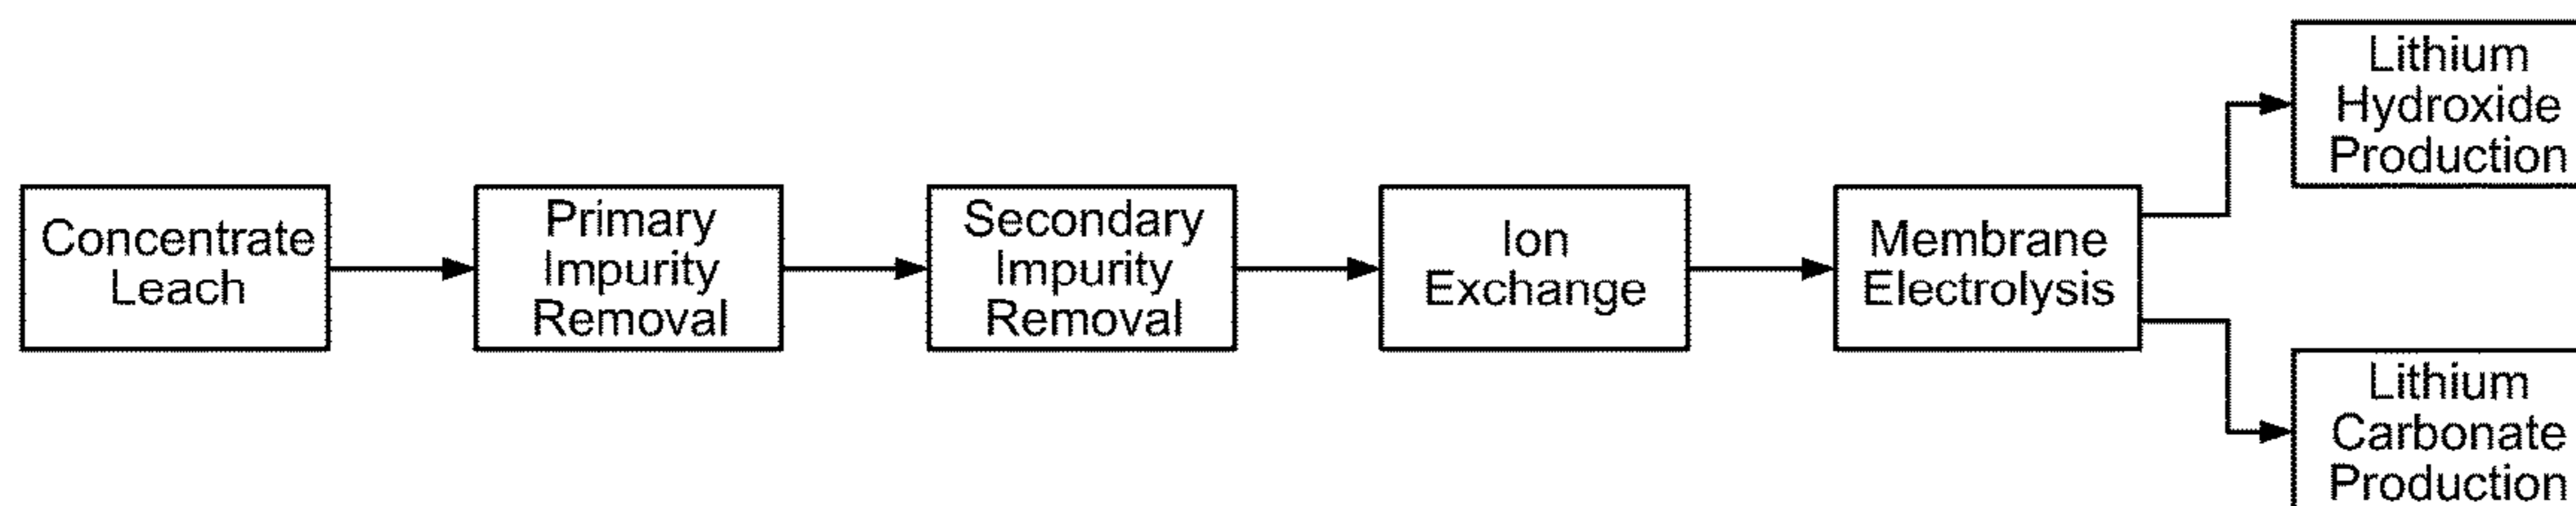 Concentrate
Leach
Primary
Impurity
Removal
Secondary
Impurity
Removal
Ion
Exchange
Membrane
Electrolysis
Lithium
Hydroxide
Production
Lithium
Carbonate
Production